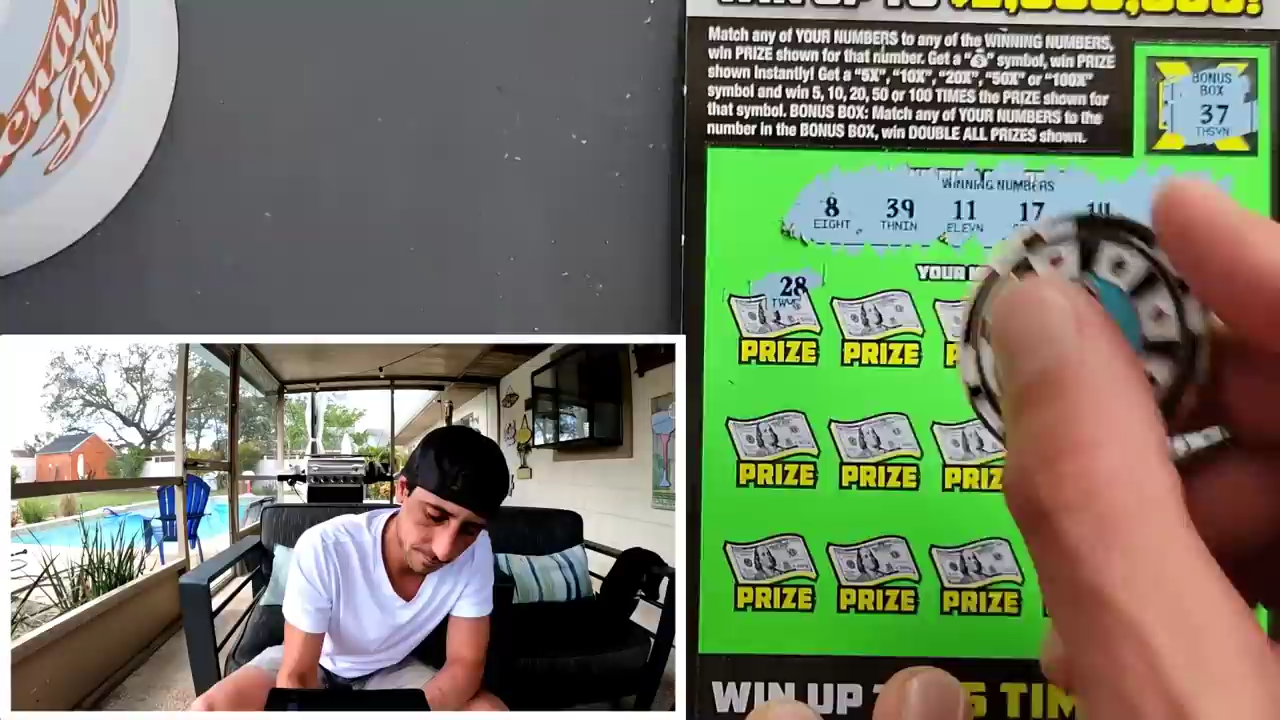 Match any of YOUR NUMBERS to any of the WINNING NUMBERS,
win PRIZE shown for that number. Get a "💰" symbol, win PRIZE
shown Instantly! Get a "5X", "10X", "20X", "50X" or "100X"
symbol and win 5, 10, 20, 50 or 100 TIMES the PRIZE shown for
that symbol. BONUS BOX: Match any of YOUR NUMBERS to the
number in the BONUS BOX, win DOUBLE ALL PRIZES shown.
BONUS
BOX
37
THSVN
WINNING NUMBERS
8 39 11 17
EIGHT THNIN ELEVN
YOUR
28
PRIZE PRIZE
PRIZE PRIZE PRIZE
PRIZE PRIZE PRIZE
WIN UP TIM